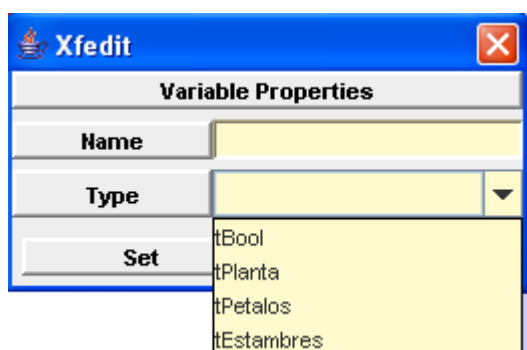 Xfedit
Variable Properties
Name
Type
Set
tBool
tPlanta
tPetalos
tEstambres